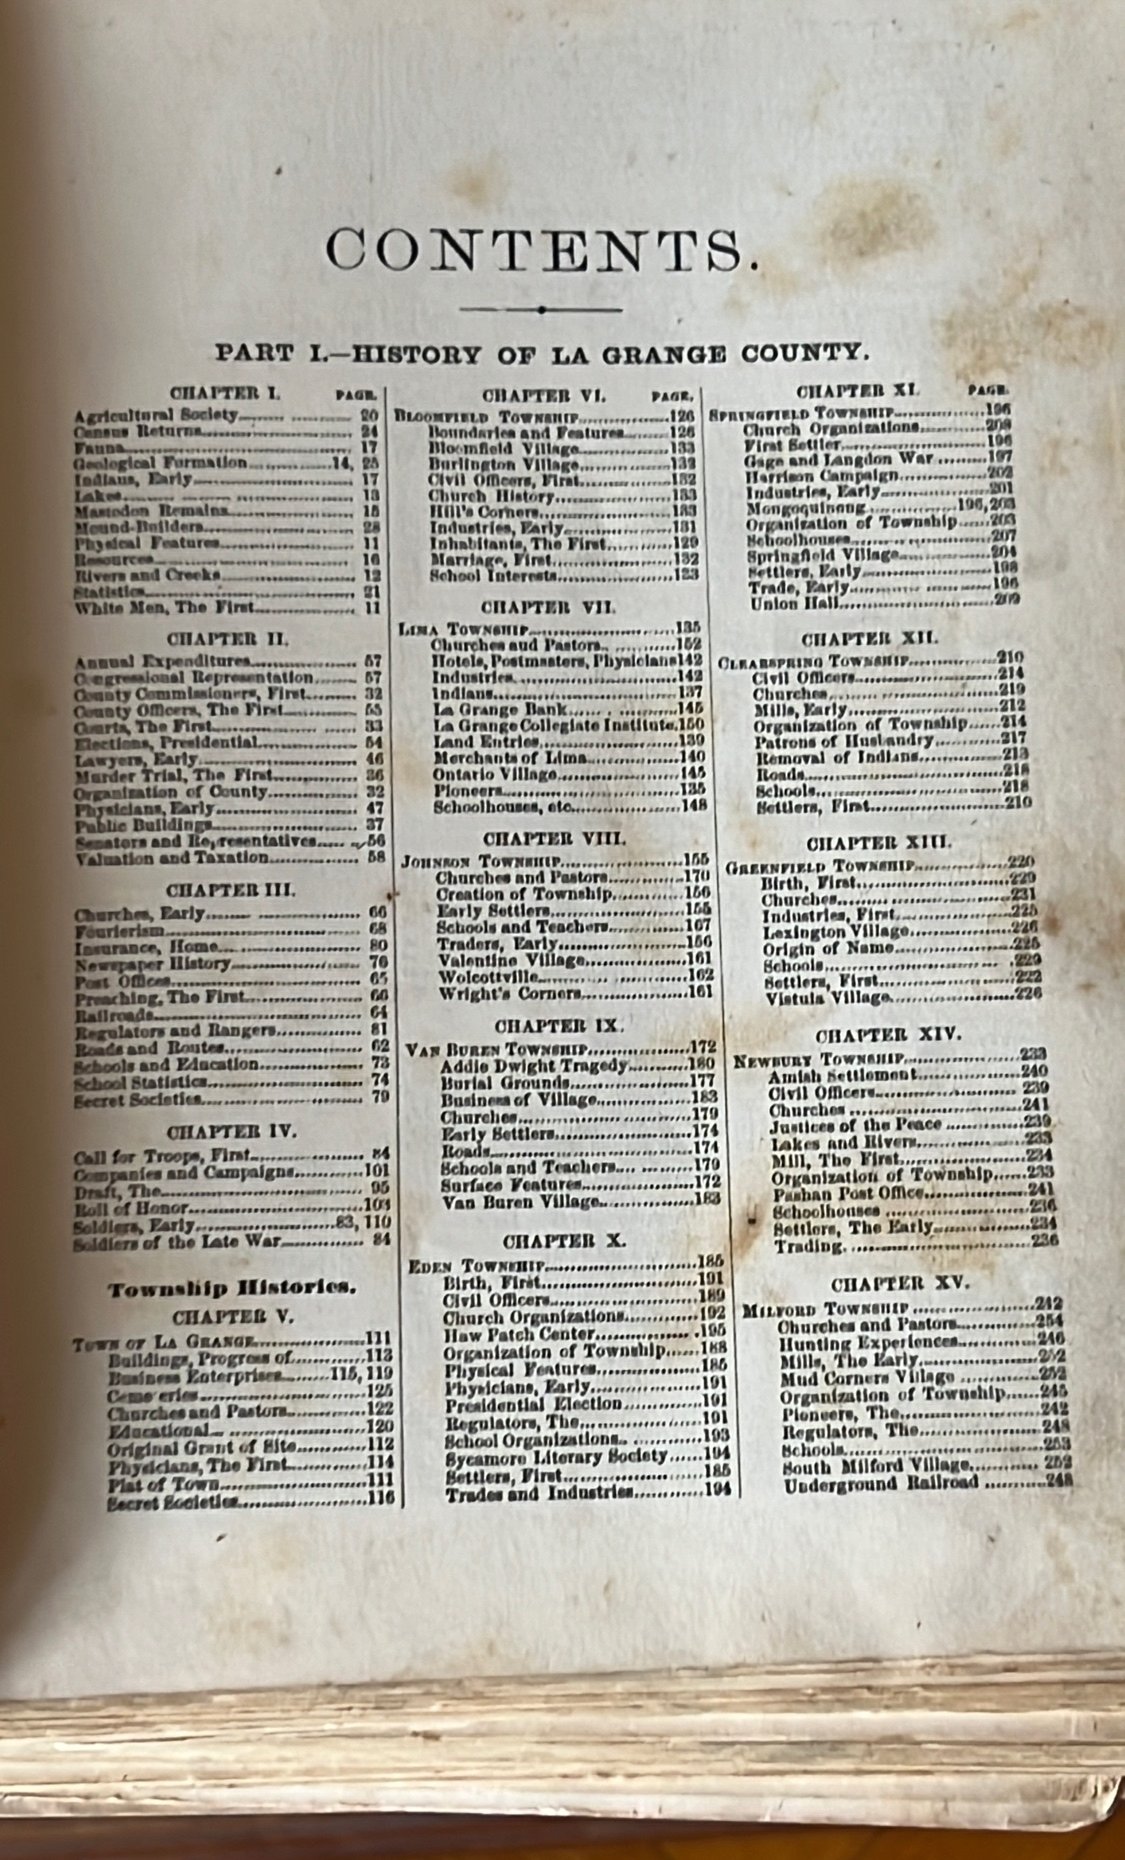 CONTENTS.
PART I.—HISTORY OF LA GRANGE COUNTY.
CHAPTER I. PAGE.
Agricultural Society 20
Census Returns 24
Fauna 17
Geological Formation 14, 25
Indians, Early 17
Lakes 13
Mastodon Remains 15
Mound-Builders 28
Physical Features 11
Resources 16
Rivers and Creeks 12
Statistics 21
White Men, The First 11
CHAPTER II.
Annual Expenditures 57
Congressional Representation 57
County Commissioners, First 32
County Officers, The First 55
Courts, The First 33
Elections, Presidential 54
Lawyers, Early 46
Murder Trial, The First 36
Organization of County 32
Physicians, Early 47
Public Buildings 37
Senators and Representatives 56
Valuation and Taxation 58
CHAPTER III.
Churches, Early 66
Fourierism 68
Insurance, Home 80
Newspaper History 76
Post Offices 65
Preaching, The First 66
Railroads 64
Regulators and Rangers 81
Roads and Routes 62
Schools and Education 73
School Statistics 74
Secret Societies 79
CHAPTER IV.
Call for Troops, First 84
Companies and Campaigns 101
Draft, The 95
Roll of Honor 103
Soldiers, Early 83, 110
Soldiers of the Late War 84
Township Histories.
CHAPTER V.
TOWN OF LA GRANGE 111
Buildings, Progress of 113
Business Enterprises 115, 119
Cemeteries 125
Churches and Pastors 122
Educational 120
Original Grant of Site 112
Physicians, The First 114
Plat of Town 111
Secret Societies 116
CHAPTER VI. PAGE.
BLOOMFIELD TOWNSHIP 126
Boundaries and Features 126
Bloomfield Village 133
Burlington Village 132
Civil Officers, First 132
Church History 133
Hill's Corners 133
Industries, Early 131
Inhabitants, The First 129
Marriage, First 132
School Interests 133
CHAPTER VII.
LIMA TOWNSHIP 135
Churches and Pastors 152
Hotels, Postmasters, Physicians 142
Industries 142
Indians 137
La Grange Bank 145
La Grange Collegiate Institute 150
Land Entries 139
Merchants of Lima 140
Ontario Village 145
Pioneers 135
Schoolhouses, etc 148
CHAPTER VIII.
JOHNSON TOWNSHIP 155
Churches and Pastors 170
Creation of Township 156
Early Settlers 155
Schools and Teachers 167
Traders, Early 156
Valentine Village 161
Wolcottville 162
Wright's Corners 161
CHAPTER IX.
VAN BUREN TOWNSHIP 172
Addie Dwight Tragedy 180
Burial Grounds 177
Business of Village 183
Churches 179
Early Settlers 174
Roads 174
Schools and Teachers 179
Surface Features 172
Van Buren Village 183
CHAPTER X.
EDEN TOWNSHIP 185
Birth, First 191
Civil Officers 189
Church Organizations 192
Haw Patch Center 195
Organization of Township 188
Physical Features 185
Physicians, Early 191
Presidential Election 191
Regulators, The 191
School Organizations 193
Sycamore Literary Society 194
Settlers, First 185
Trades and Industries 194
CHAPTER XI. PAGE.
SPRINGFIELD TOWNSHIP 196
Church Organizations 208
First Settler 196
Gage and Langdon War 197
Harrison Campaign 202
Industries, Early 201
Mongoquinong 196, 203
Organization of Township 203
Schoolhouses 207
Springfield Village 204
Settlers, Early 198
Trade, Early 196
Union Hall 209
CHAPTER XII.
CLEARSPRING TOWNSHIP 210
Civil Officers 214
Churches 219
Mills, Early 212
Organization of Township 214
Patrons of Husbandry 217
Removal of Indians 213
Roads 218
Schools 218
Settlers, First 210
CHAPTER XIII.
GREENFIELD TOWNSHIP 220
Birth, First 229
Churches 231
Industries, First 225
Lexington Village 226
Origin of Name 225
Schools 229
Settlers, First 222
Vistula Village 226
CHAPTER XIV.
NEWBURY TOWNSHIP 233
Amish Settlement 240
Civil Officers 239
Churches 241
Justices of the Peace 239
Lakes and Rivers 233
Mill, The First 234
Organization of Township 233
Pashan Post Office 241
Schoolhouses 236
Settlers, The Early 234
Trading 236
CHAPTER XV.
MILFORD TOWNSHIP 242
Churches and Pastors 254
Hunting Experiences 246
Mills, The Early 252
Mud Corners Village 252
Organization of Township 245
Pioneers, The 242
Regulators, The 248
Schools 253
South Milford Village 252
Underground Railroad 248